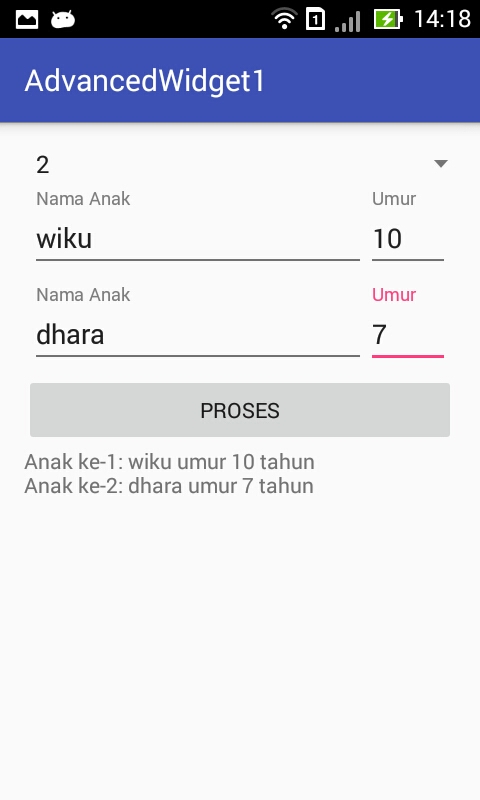 1 14:18
AdvancedWidget1
2
Nama Anak Umur
wiku 10
Nama Anak Umur
dhara 7
PROSES
Anak ke-1: wiku umur 10 tahun
Anak ke-2: dhara umur 7 tahun